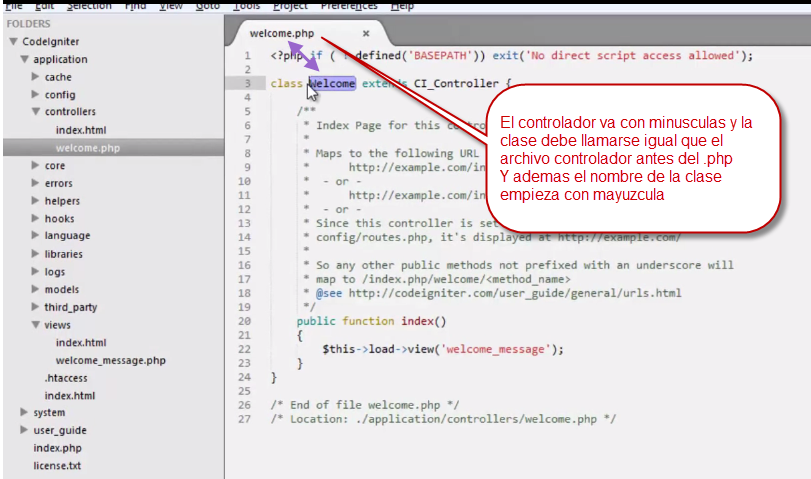 File Edit Selection Find View Goto Tools Project Preferences Help
FOLDERS
CodeIgniter
application
cache
config
controllers
index.html
welcome.php
core
errors
helpers
hooks
language
libraries
logs
models
third_party
views
index.html
welcome_message.php
.htaccess
index.html
system
user_guide
index.php
license.txt
welcome.php ×
1 <?php if ( ! defined('BASEPATH')) exit('No direct script access allowed');
2
3 class Welcome extends CI_Controller {
4
5 /**
6 * Index Page for this
7 *
8 * Maps to the following URL
9 * http://example.com/in
10 * - or -
11 * http://example.com/in
12 * - or -
13 * Since this controller is set
14 * config/routes.php, it's displayed at http://example.com/
15 *
16 * So any other public methods not prefixed with an underscore will
17 * map to /index.php/welcome/<method_name>
18 * @see http://codeigniter.com/user_guide/general/urls.html
19 */
20 public function index()
21 {
22 $this->load->view('welcome_message');
23 }
24 }
25
26 /* End of file welcome.php */
27 /* Location: ./application/controllers/welcome.php */
El controlador va con minusculas y la
clase debe llamarse igual que el
archivo controlador antes del .php
Y ademas el nombre de la clase
empieza con mayuzcula